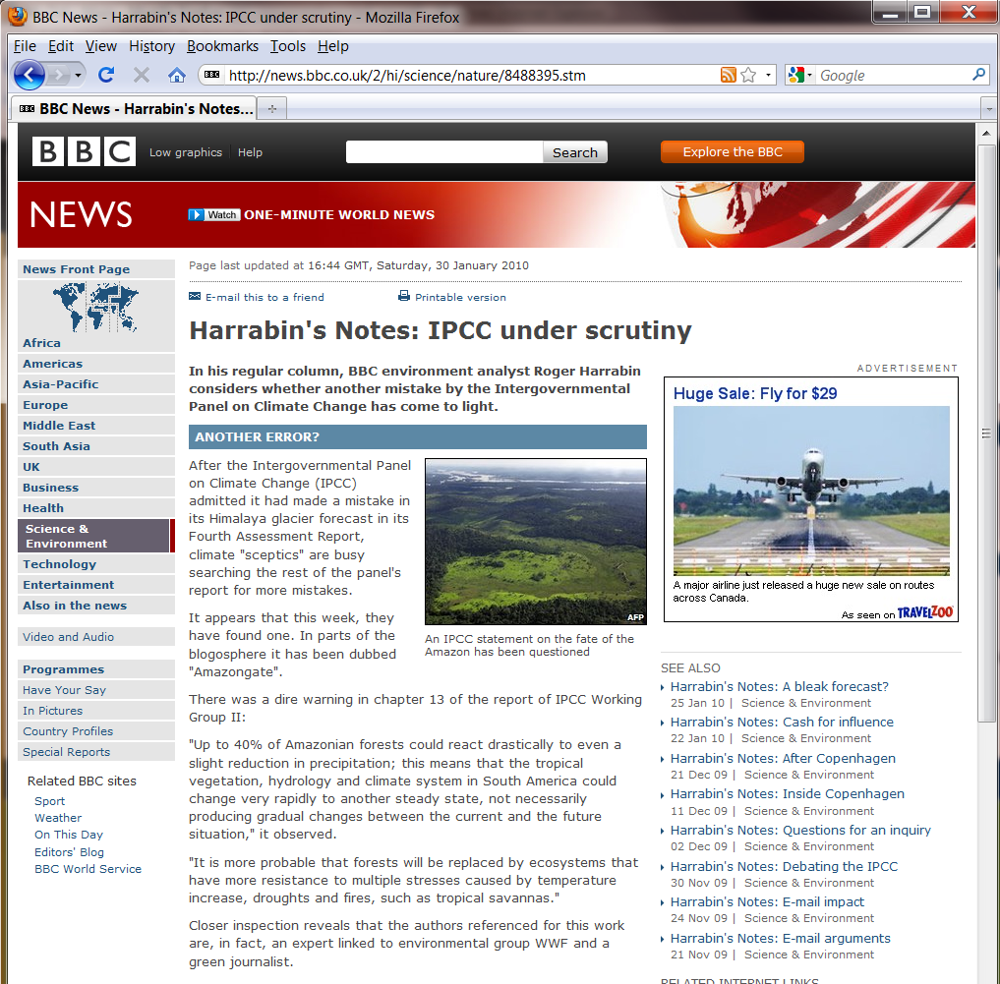 BBC News - Harrabin's Notes: IPCC under scrutiny - Mozilla Firefox
File Edit View History Bookmarks Tools Help
BBC http://news.bbc.co.uk/2/hi/science/nature/8488395.stm Google
BBC BBC News - Harrabin's Notes...
BBC Low graphics Help Search Explore the BBC
NEWS Watch ONE-MINUTE WORLD NEWS
News Front Page
Africa
Americas
Asia-Pacific
Europe
Middle East
South Asia
UK
Business
Health
Science &
Environment
Technology
Entertainment
Also in the news
Video and Audio
Programmes
Have Your Say
In Pictures
Country Profiles
Special Reports
Related BBC sites
Sport
Weather
On This Day
Editors' Blog
BBC World Service
Page last updated at 16:44 GMT, Saturday, 30 January 2010
E-mail this to a friend Printable version
Harrabin's Notes: IPCC under scrutiny
In his regular column, BBC environment analyst Roger Harrabin
considers whether another mistake by the Intergovernmental
Panel on Climate Change has come to light.
ANOTHER ERROR?
After the Intergovernmental Panel
on Climate Change (IPCC)
admitted it had made a mistake in
its Himalaya glacier forecast in its
Fourth Assessment Report,
climate "sceptics" are busy
searching the rest of the panel's
report for more mistakes.
It appears that this week, they
have found one. In parts of the
blogosphere it has been dubbed
"Amazongate".
AFP
An IPCC statement on the fate of the
Amazon has been questioned
There was a dire warning in chapter 13 of the report of IPCC Working
Group II:
"Up to 40% of Amazonian forests could react drastically to even a
slight reduction in precipitation; this means that the tropical
vegetation, hydrology and climate system in South America could
change very rapidly to another steady state, not necessarily
producing gradual changes between the current and the future
situation," it observed.
"It is more probable that forests will be replaced by ecosystems that
have more resistance to multiple stresses caused by temperature
increase, droughts and fires, such as tropical savannas."
Closer inspection reveals that the authors referenced for this work
are, in fact, an expert linked to environmental group WWF and a
green journalist.
ADVERTISEMENT
Huge Sale: Fly for $29
A major airline just released a huge new sale on routes
across Canada.
As seen on TRAVELZOO
SEE ALSO
Harrabin's Notes: A bleak forecast?
25 Jan 10 | Science & Environment
Harrabin's Notes: Cash for influence
22 Jan 10 | Science & Environment
Harrabin's Notes: After Copenhagen
21 Dec 09 | Science & Environment
Harrabin's Notes: Inside Copenhagen
11 Dec 09 | Science & Environment
Harrabin's Notes: Questions for an inquiry
02 Dec 09 | Science & Environment
Harrabin's Notes: Debating the IPCC
30 Nov 09 | Science & Environment
Harrabin's Notes: E-mail impact
24 Nov 09 | Science & Environment
Harrabin's Notes: E-mail arguments
21 Nov 09 | Science & Environment
RELATED INTERNET LINKS